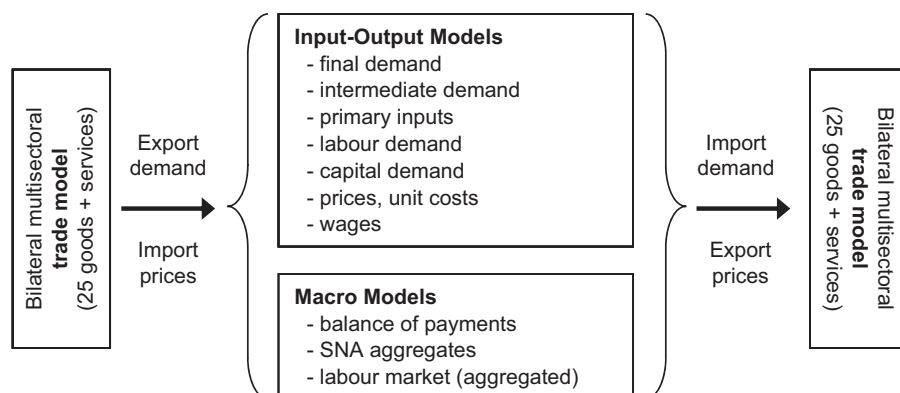 Bilateral multisectoral
trade model
(25 goods + services)
Export
demand
Import
prices
Input-Output Models
- final demand
- intermediate demand
- primary inputs
- labour demand
- capital demand
- prices, unit costs
- wages
Macro Models
- balance of payments
- SNA aggregates
- labour market (aggregated)
Import
demand
Export
prices
Bilateral multisectoral
trade model
(25 goods + services)